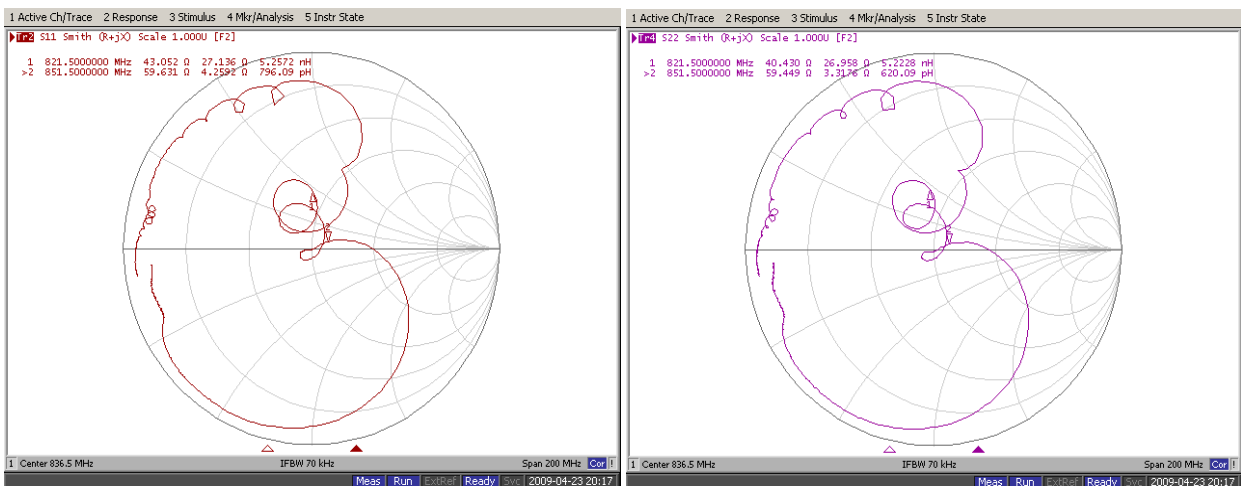 1 Active Ch/Trace 2 Response 3 Stimulus 4 Mkr/Analysis 5 Instr State
Tr2 S11 Smith (R+jX) Scale 1.000U [F2]
1 821.5000000 MHz 43.052 Ω 27.136 Ω 5.2572 nH
>2 851.5000000 MHz 59.631 Ω 4.2592 Ω 796.09 pH
1
2
1 Center 836.5 MHz IFBW 70 kHz Span 200 MHz Cor !
Meas Run ExtRef Ready Svc 2009-04-23 20:17
1 Active Ch/Trace 2 Response 3 Stimulus 4 Mkr/Analysis 5 Instr State
Tr4 S22 Smith (R+jX) Scale 1.000U [F2]
1 821.5000000 MHz 40.430 Ω 26.958 Ω 5.2228 nH
>2 851.5000000 MHz 59.449 Ω 3.3176 Ω 620.09 pH
1
2
1 Center 836.5 MHz IFBW 70 kHz Span 200 MHz Cor !
Meas Run ExtRef Ready Svc 2009-04-23 20:17